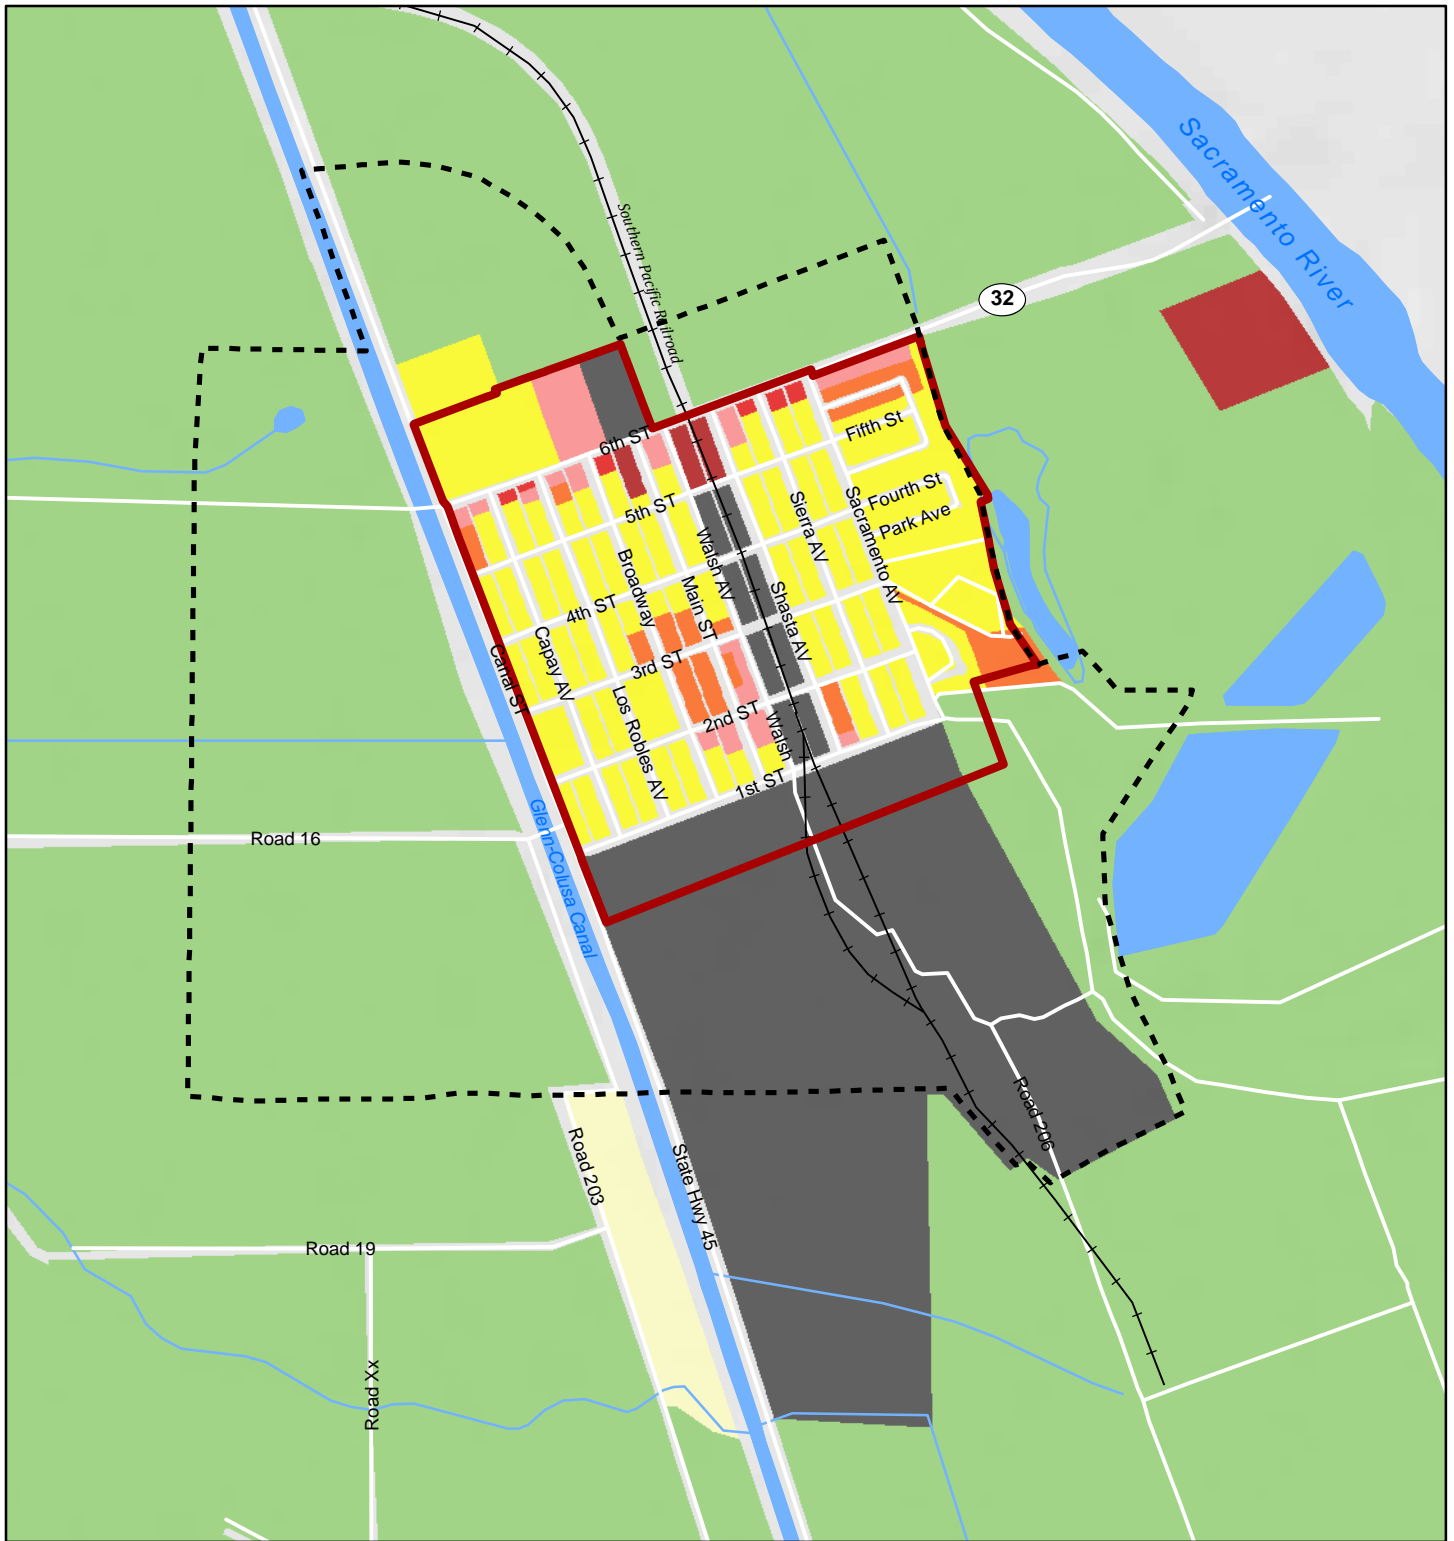 Sacramento River
Southern Pacific Railroad
32
6th ST
Fifth St
5th ST
Fourth St
Park Ave
Sierra AV
Sacramento AV
Walsh AV
Broadway
4th ST
Main ST
Shasta AV
Capay AV
Canal ST
3rd ST
Los Robles AV
2nd ST
Walsh
1st ST
Road 16
Glenn-Colusa Canal
Road 206
Road 203
State Hwy 45
Road 19
Road Xx